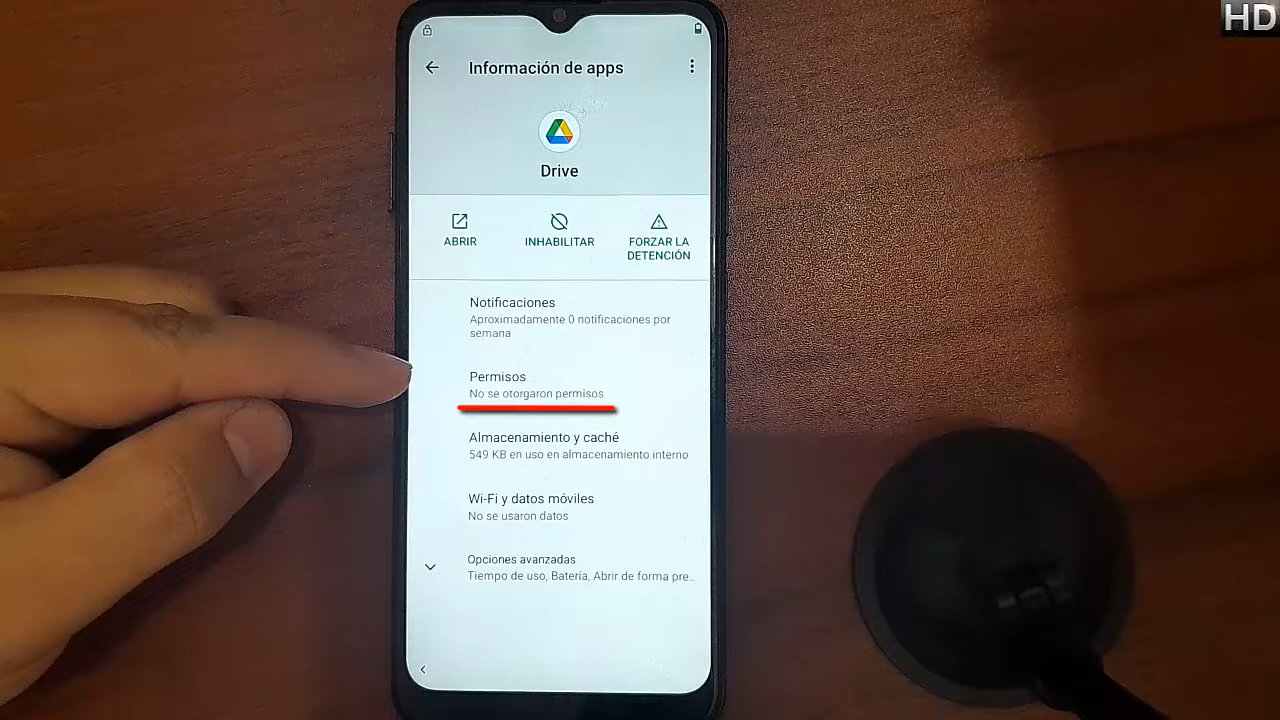 HD
Información de apps
Drive
ABRIR
INHABILITAR
FORZAR LA
DETENCIÓN
Notificaciones
Aproximadamente 0 notificaciones por
semana
Permisos
No se otorgaron permisos
Almacenamiento y caché
549 KB en uso en almacenamiento interno
Wi-Fi y datos móviles
No se usaron datos
Opciones avanzadas
Tiempo de uso, Batería, Abrir de forma pre..